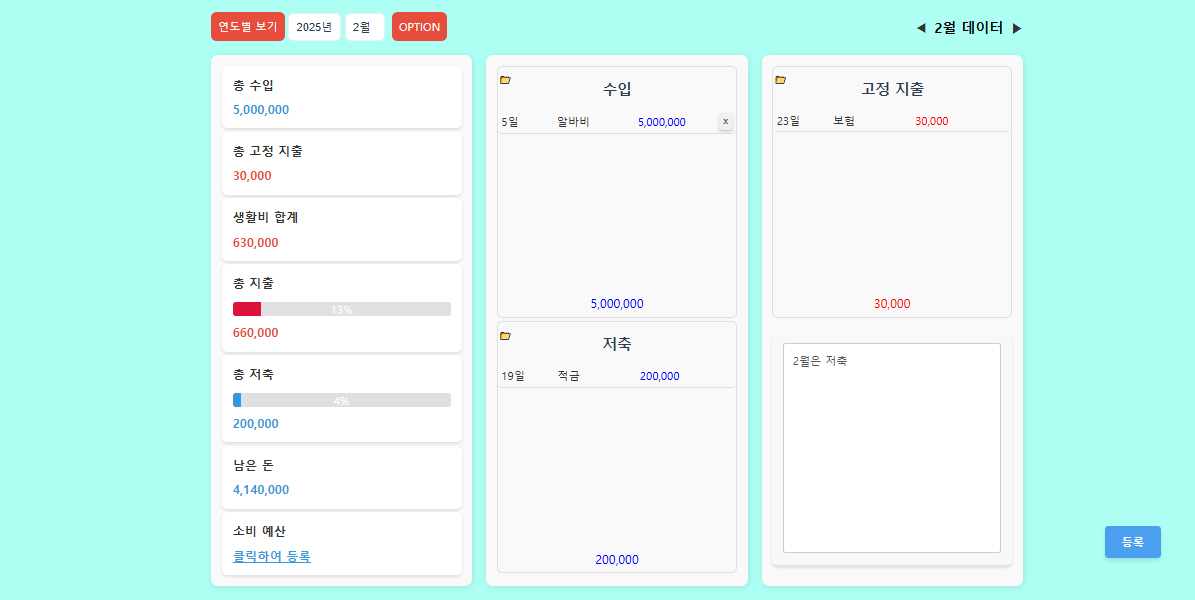 연도별 보기 2025년 2월 OPTION
◀ 2월 데이터 ▶
총 수입
5,000,000
총 고정 지출
30,000
생활비 합계
630,000
총 지출
13%
660,000
총 저축
4%
200,000
남은 돈
4,140,000
소비 예산
클릭하여 등록
수입
5일 알바비 5,000,000 x
5,000,000
저축
19일 적금 200,000
200,000
고정 지출
23일 보험 30,000
30,000
2월은 저축
등록